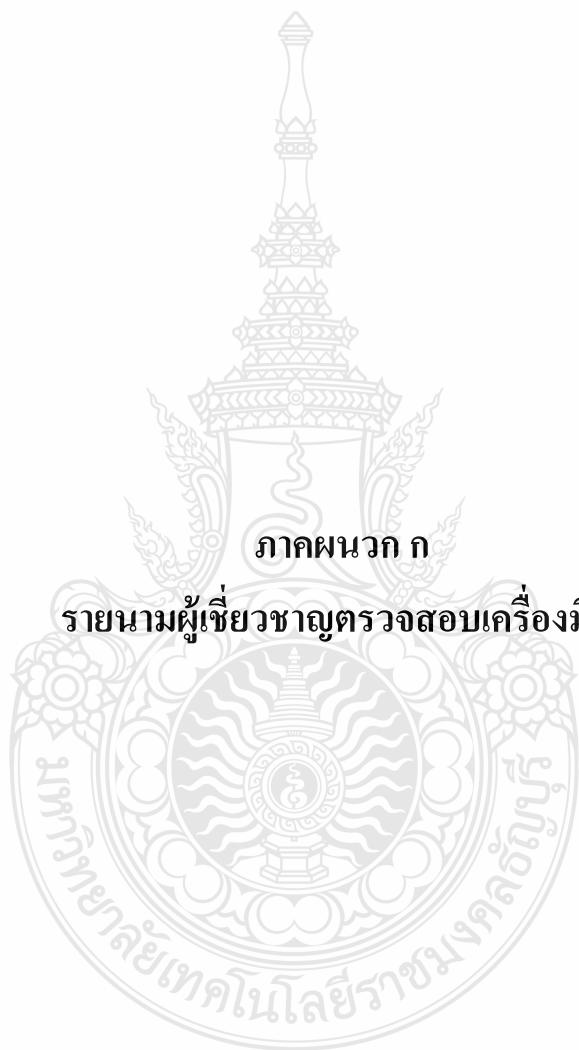 ภาคผนวก ก
รายนามผู้เชี่ยวชาญตรวจสอบเครื่องมื
มหาวิทยาลัยเทคโนโลยีราชมงคลธัญบุรี